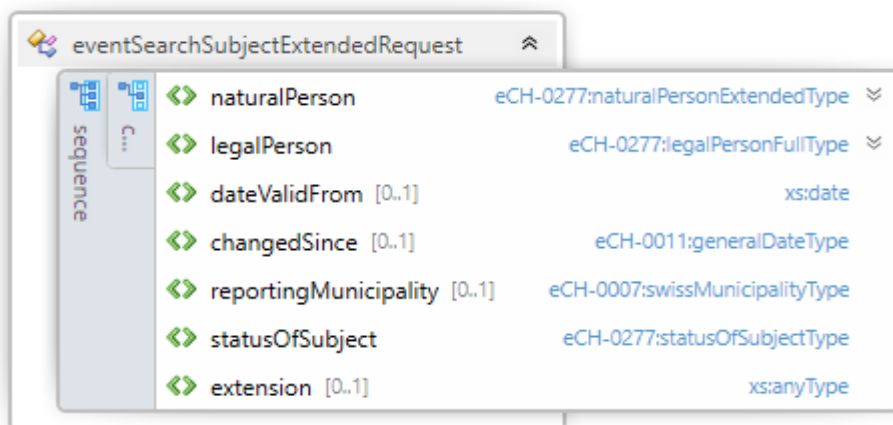 eventSearchSubjectExtendedRequest
sequence
c...
naturalPerson eCH-0277:naturalPersonExtendedType
legalPerson eCH-0277:legalPersonFullType
dateValidFrom [0..1] xs:date
changedSince [0..1] eCH-0011:generalDateType
reportingMunicipality [0..1] eCH-0007:swissMunicipalityType
statusOfSubject eCH-0277:statusOfSubjectType
extension [0..1] xs:anyType